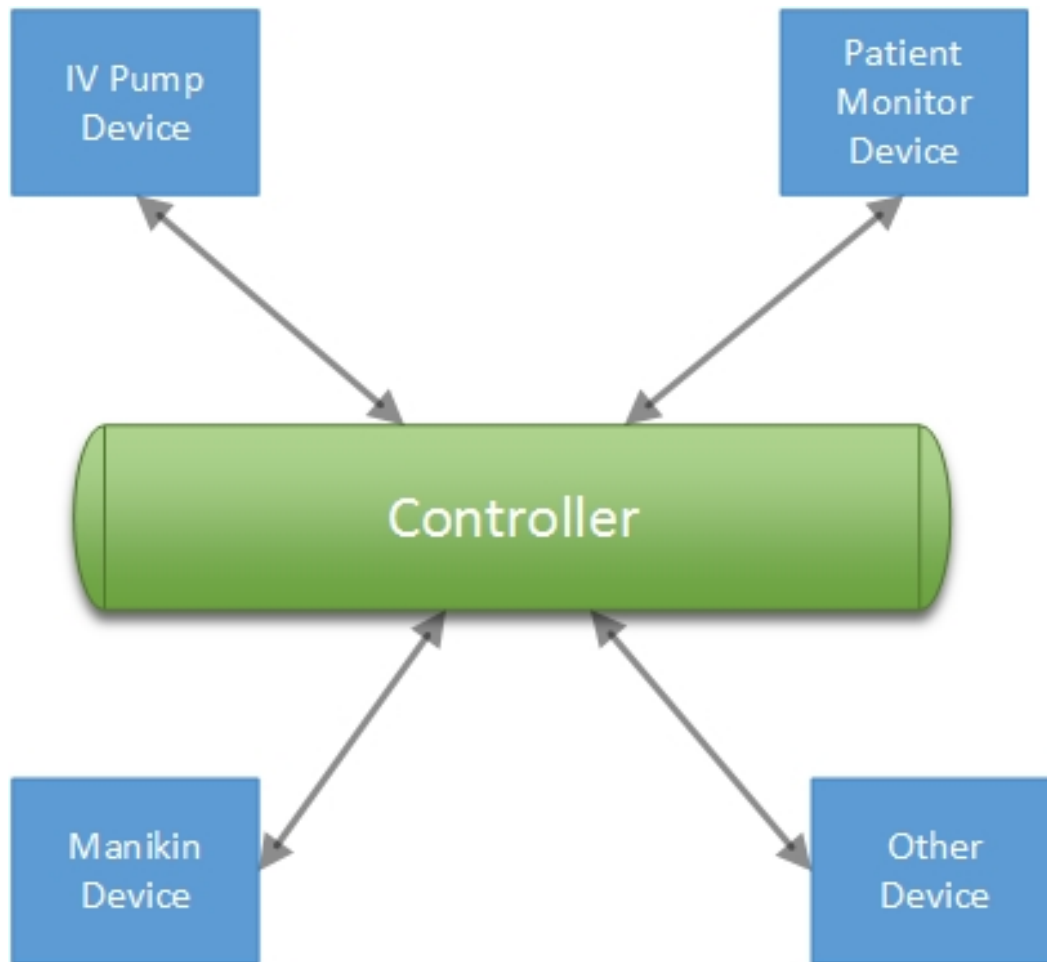 IV Pump
Device
Patient
Monitor
Device
Controller
Manikin
Device
Other
Device